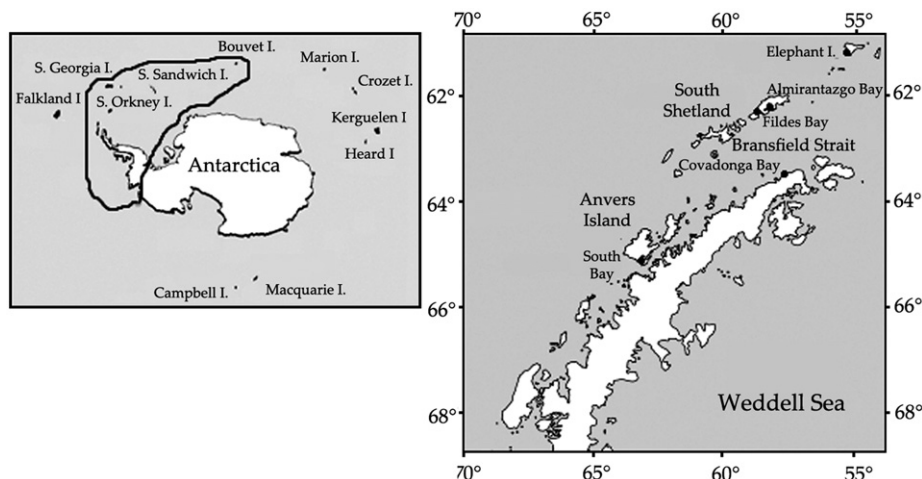 Bouvet I.
Marion I.
S. Georgia I.
S. Sandwich I.
Crozet I.
Falkland I
S. Orkney I.
Kerguelen I
Heard I
Antarctica
Campbell I.
Macquarie I.
70° 65° 60° 55°
Elephant I.
62° 62°
South
Shetland
Almirantazgo Bay
Fildes Bay
Bransfield Strait
Covadonga Bay
64° 64°
Anvers
Island
South
Bay
66° 66°
Weddell Sea
68° 68°
70° 65° 60° 55°